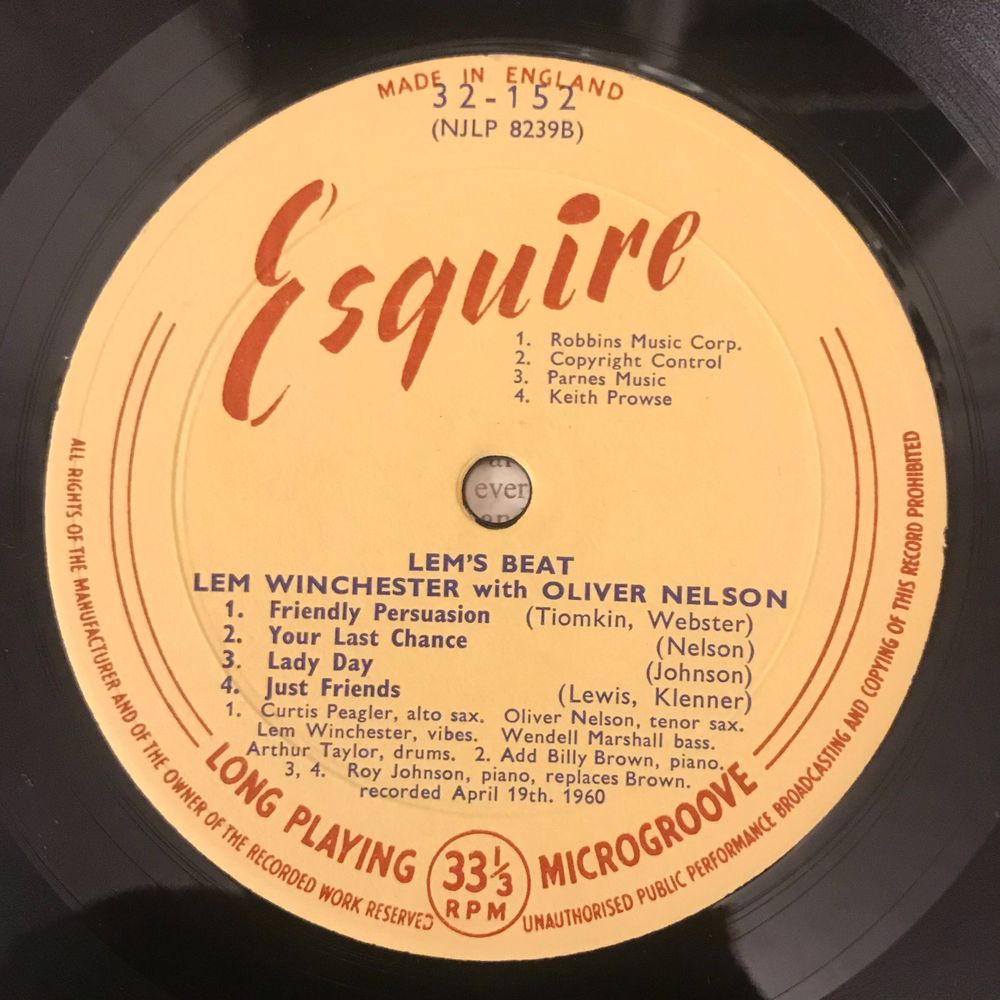 MADE IN ENGLAND
32-152
(NJLP 8239B)
Esquire
1. Robbins Music Corp.
2. Copyright Control
3. Parnes Music
4. Keith Prowse
ever
LEM'S BEAT
LEM WINCHESTER with OLIVER NELSON
1. Friendly Persuasion (Tiomkin, Webster)
2. Your Last Chance (Nelson)
3. Lady Day (Johnson)
4. Just Friends (Lewis, Klenner)
1. Curtis Peagler, alto sax. Oliver Nelson, tenor sax.
Lem Winchester, vibes. Wendell Marshall bass.
Arthur Taylor, drums. 2. Add Billy Brown, piano.
3, 4. Roy Johnson, piano, replaces Brown.
recorded April 19th. 1960
LONG PLAYING 33⅓ RPM MICROGROOVE
ALL RIGHTS OF THE MANUFACTURER AND OF THE OWNER OF THE RECORDED WORK RESERVED
UNAUTHORISED PUBLIC PERFORMANCE BROADCASTING AND COPYING OF THIS RECORD PROHIBITED